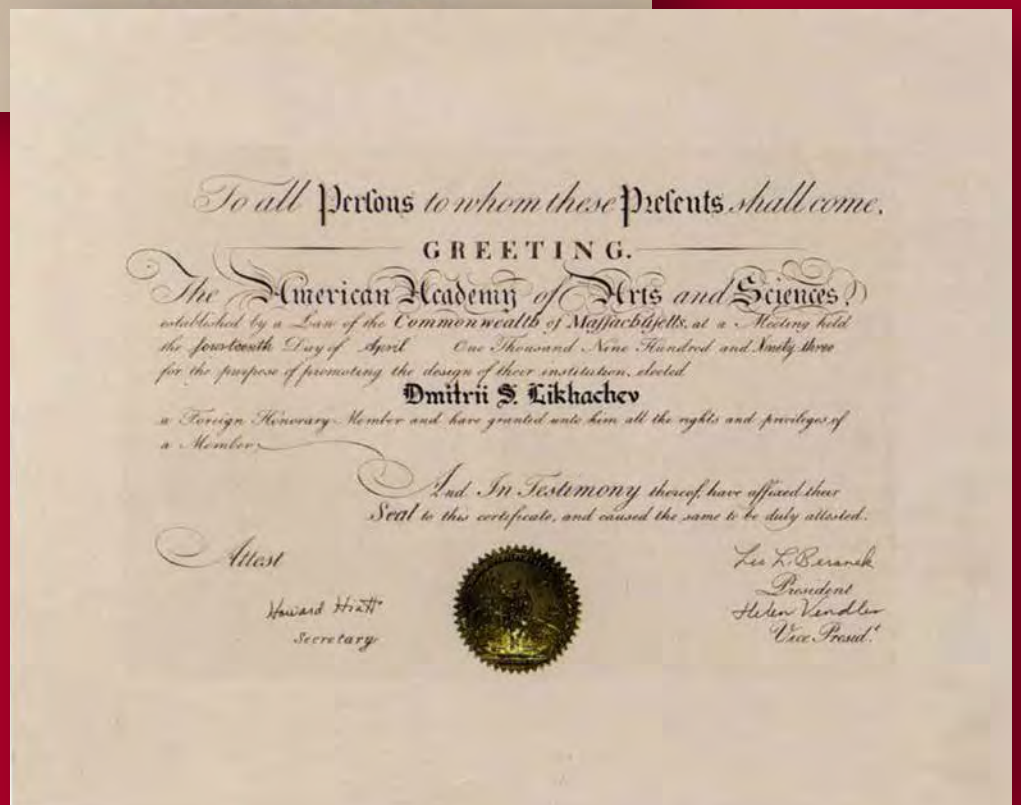 To all Persons to whom these Presents shall come,
GREETING.
The American Academy of Arts and Sciences,
established by a Law of the Commonwealth of Massachusetts, at a Meeting held
the fourteenth Day of April One Thousand Nine Hundred and Ninety three
for the purpose of promoting the design of their institution, elected
Dmitrii S. Likhachev
a Foreign Honorary Member and have granted unto him all the rights and privileges of
a Member;
And In Testimony thereof, have affixed their
Seal to this certificate, and caused the same to be duly attested.
Attest
Howard Hiatt
Secretary
Leo L. Beranek
President
Helen Vendler
Vice Presid.t